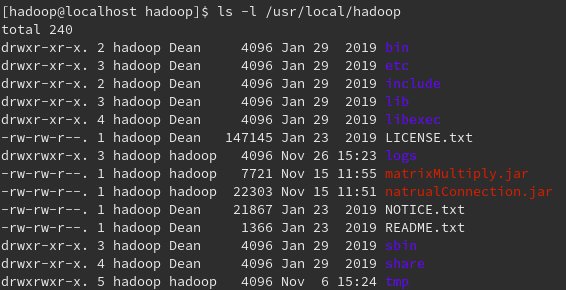 [hadoop@localhost hadoop]$ ls -l /usr/local/hadoop
total 240
drwxr-xr-x. 2 hadoop Dean     4096 Jan 29  2019 bin
drwxr-xr-x. 3 hadoop Dean     4096 Jan 29  2019 etc
drwxr-xr-x. 2 hadoop Dean     4096 Jan 29  2019 include
drwxr-xr-x. 3 hadoop Dean     4096 Jan 29  2019 lib
drwxr-xr-x. 4 hadoop Dean     4096 Jan 29  2019 libexec
-rw-rw-r--. 1 hadoop Dean   147145 Jan 23  2019 LICENSE.txt
drwxrwxr-x. 3 hadoop hadoop   4096 Nov 26 15:23 logs
-rw-rw-r--. 1 hadoop hadoop   7721 Nov 15 11:55 matrixMultiply.jar
-rw-rw-r--. 1 hadoop hadoop  22303 Nov 15 11:51 natrualConnection.jar
-rw-rw-r--. 1 hadoop Dean    21867 Jan 23  2019 NOTICE.txt
-rw-rw-r--. 1 hadoop Dean     1366 Jan 23  2019 README.txt
drwxr-xr-x. 3 hadoop Dean     4096 Jan 29  2019 sbin
drwxr-xr-x. 4 hadoop Dean     4096 Jan 29  2019 share
drwxrwxr-x. 5 hadoop hadoop   4096 Nov  6 15:24 tmp